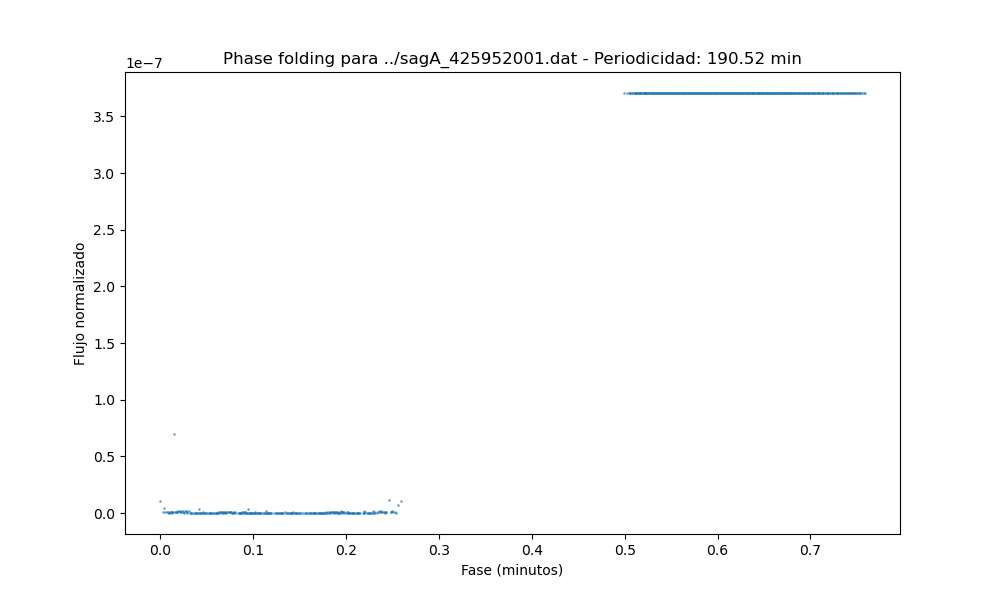 Phase folding para ../sagA_425952001.dat - Periodicidad: 190.52 min
1e−7
3.5
3.0
2.5
2.0
1.5
1.0
0.5
0.0
Flujo normalizado
0.0 0.1 0.2 0.3 0.4 0.5 0.6 0.7
Fase (minutos)